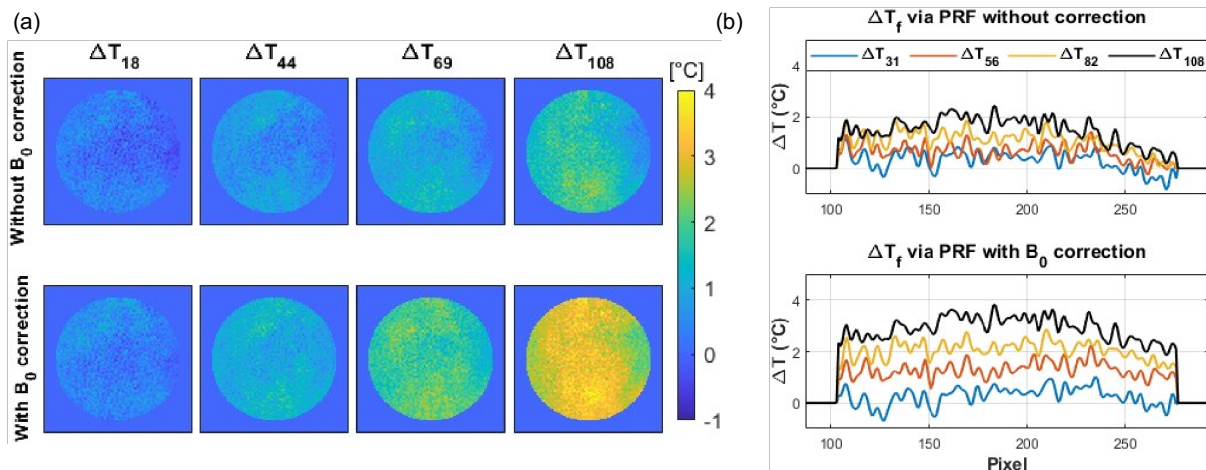 (a)
ΔT18 ΔT44 ΔT69 ΔT108
[°C]
Without B0 correction
With B0 correction
4
3
2
1
0
-1
(b)
ΔTf via PRF without correction
ΔT31 ΔT56 ΔT82 ΔT108
ΔT (°C)
4
2
0
100 150 200 250
ΔTf via PRF with B0 correction
ΔT (°C)
4
2
0
100 150 200 250
Pixel